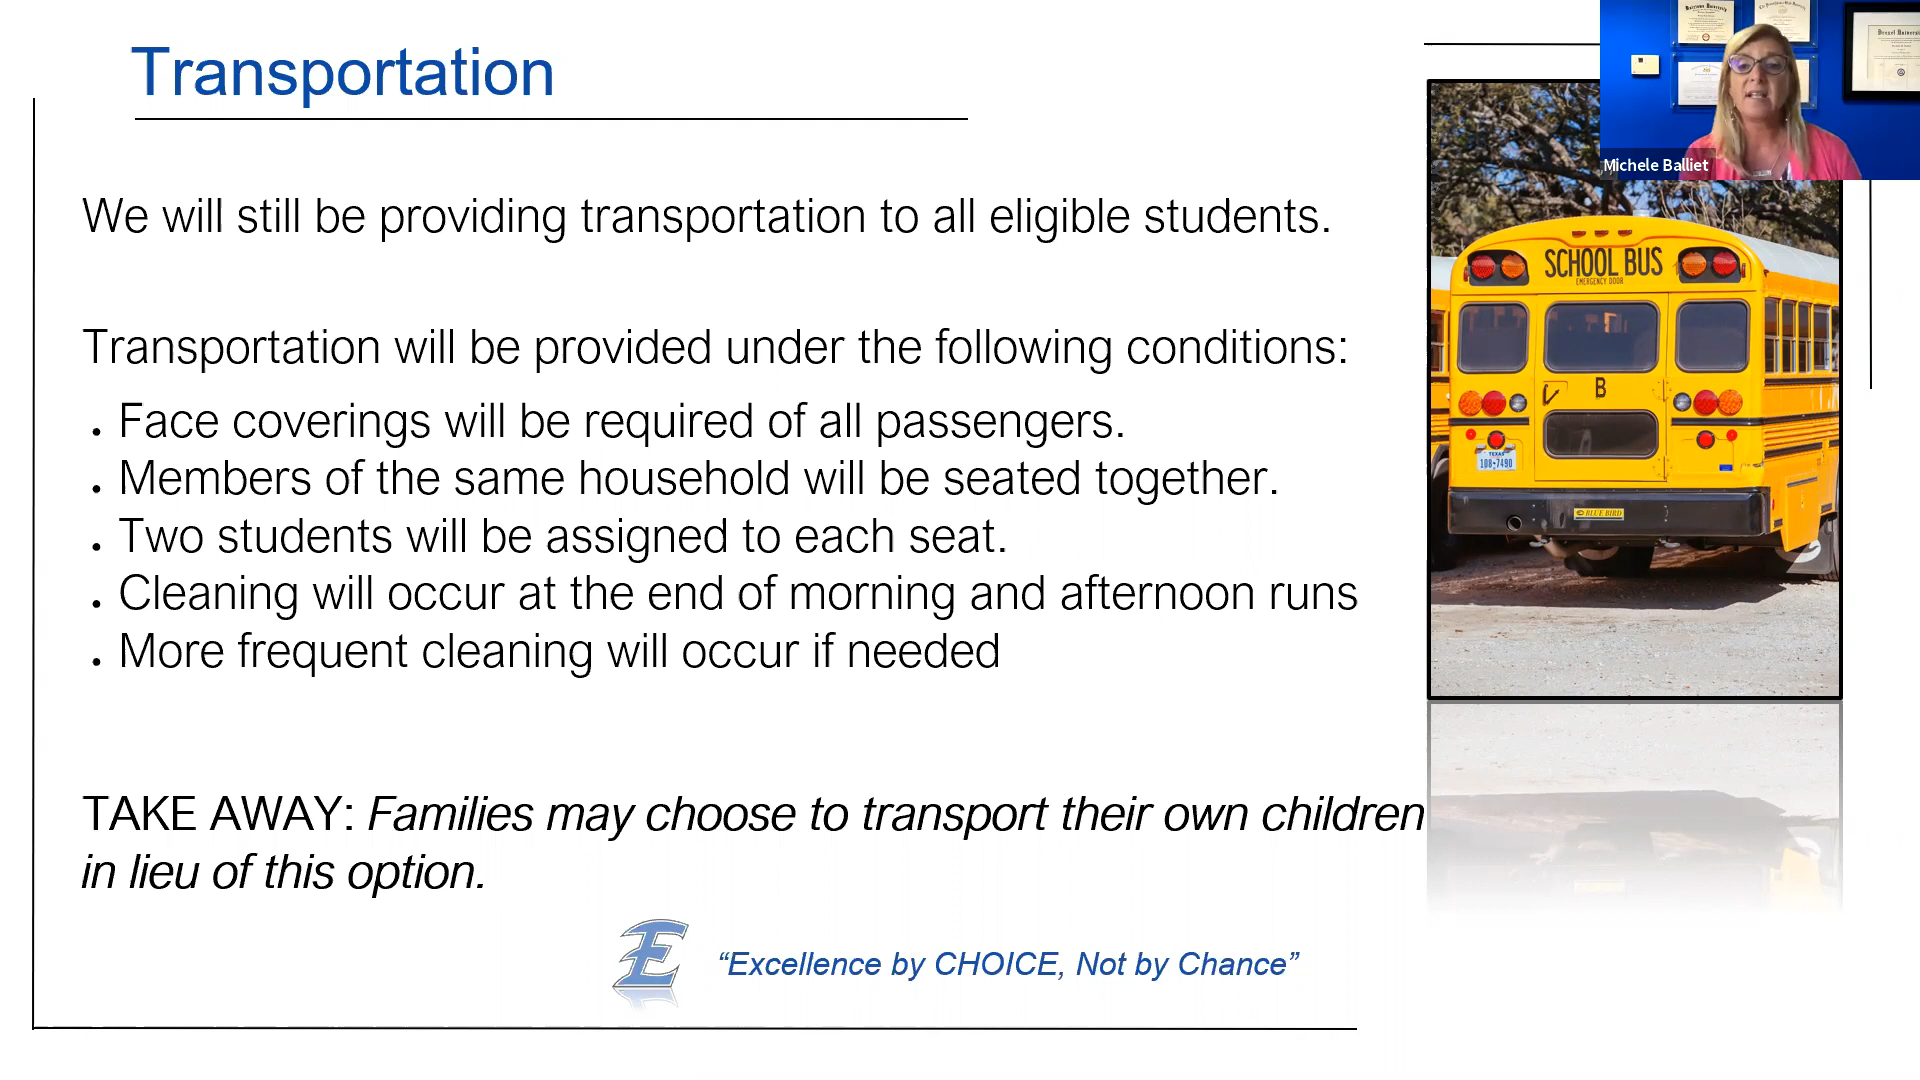 Transportation
We will still be providing transportation to all eligible students.
Transportation will be provided under the following conditions:
• Face coverings will be required of all passengers.
• Members of the same household will be seated together.
• Two students will be assigned to each seat.
• Cleaning will occur at the end of morning and afternoon runs
• More frequent cleaning will occur if needed
TAKE AWAY: Families may choose to transport their own children
in lieu of this option.
E
“Excellence by CHOICE, Not by Chance”
Michele Balliet
SCHOOL BUS
EMERGENCY DOOR
B
TEXAS
108-7490
BLUE BIRD